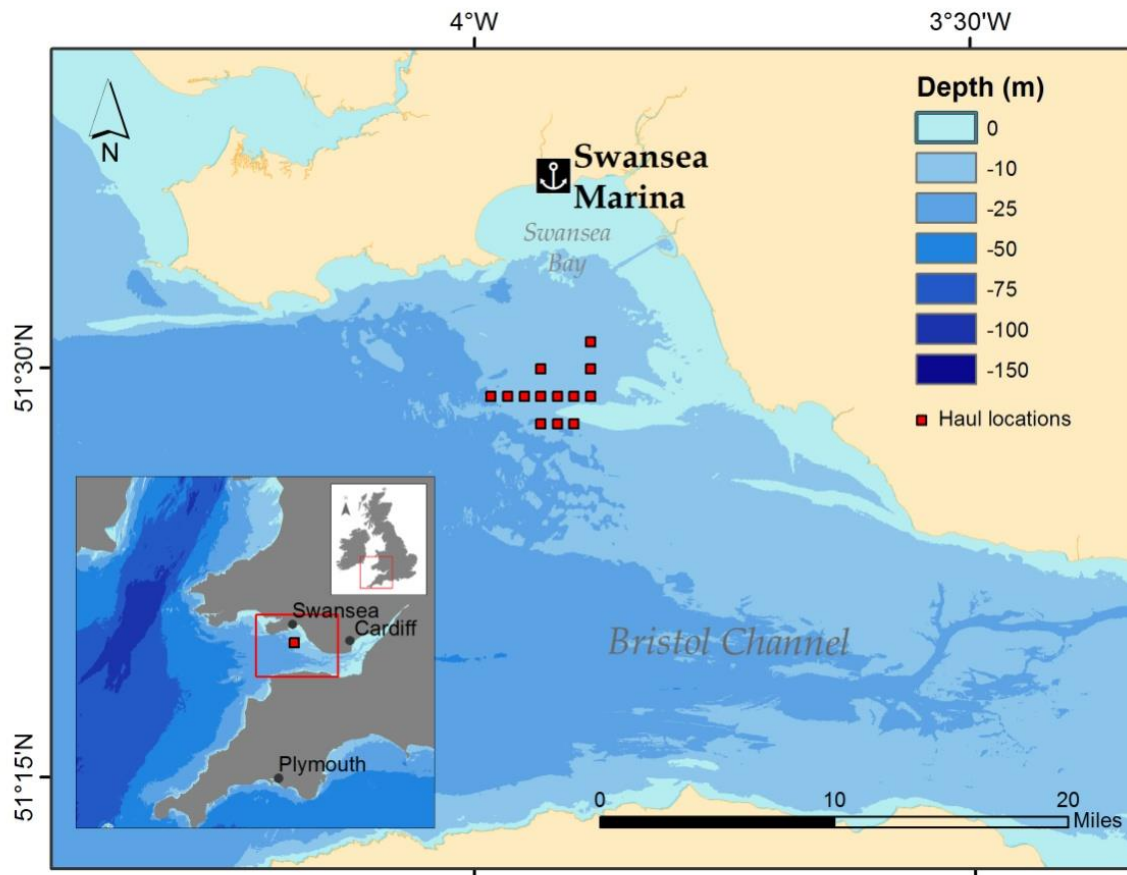 4°W
3°30'W
N
Swansea
Marina
Swansea
Bay
Depth (m)
0
-10
-25
-50
-75
-100
-150
Haul locations
51°30'N
Swansea
Cardiff
Bristol Channel
Plymouth
51°15'N
0
10
20
Miles